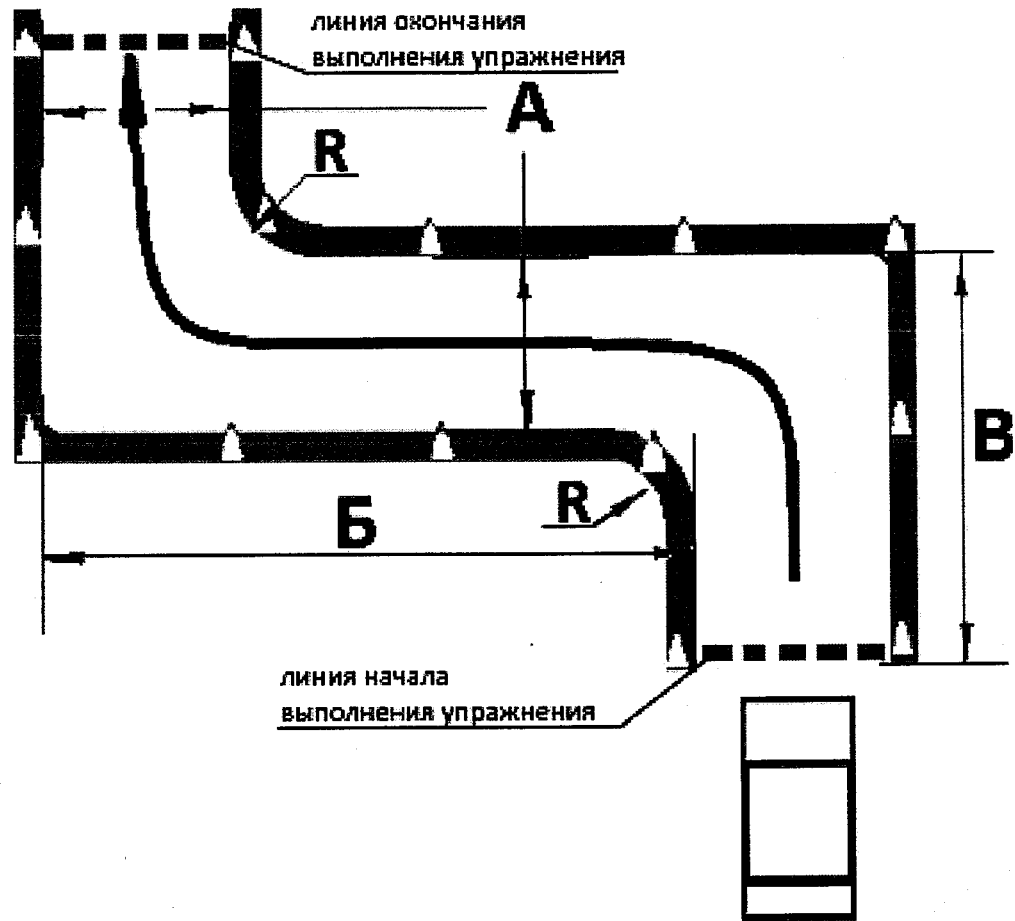 линия окончания
выполнения упражнения
А
R
В
R
Б
линия начала
выполнения упражнения